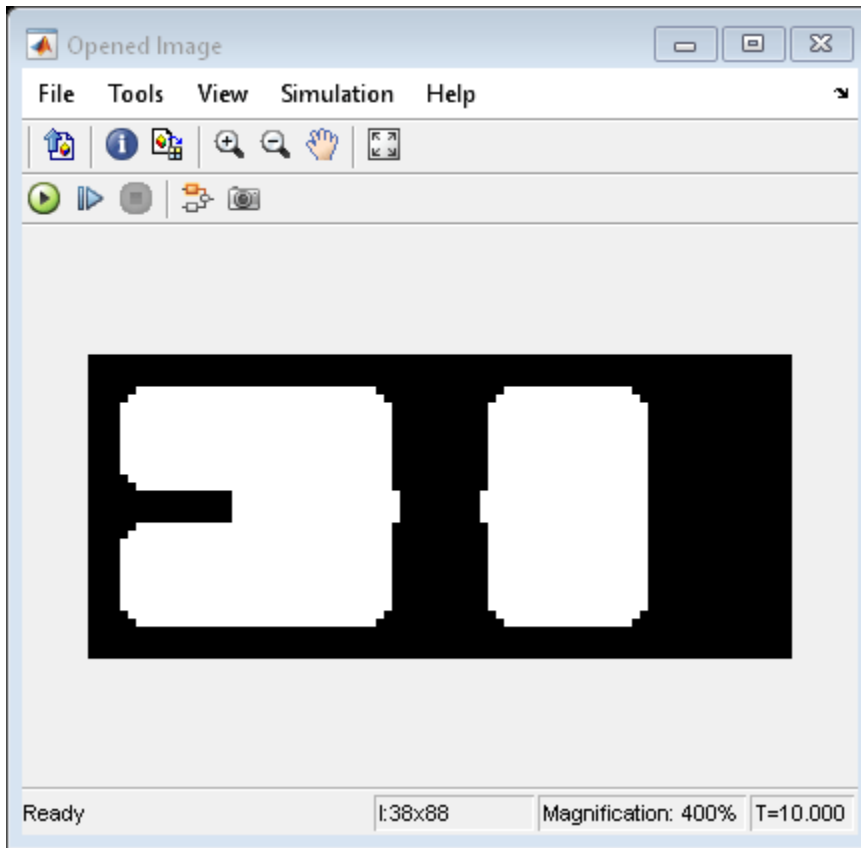 Opened Image
File Tools View Simulation Help
Ready I:38x88 Magnification: 400% T=10.000